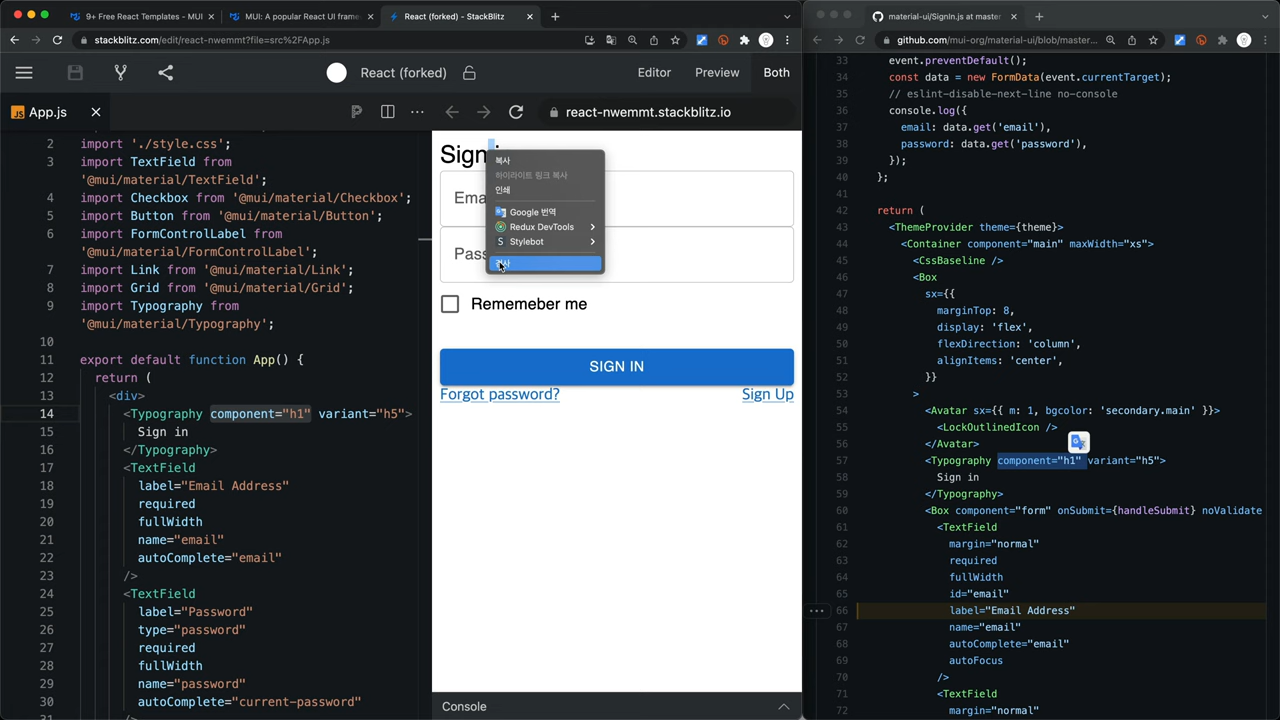 9+ Free React Templates - MUI
MUI: A popular React UI frame
React (forked) - StackBlitz
stackblitz.com/edit/react-nwemmt?file=src%2FApp.js
React (forked)
Editor
Preview
Both
JS
App.js
react-nwemmt.stackblitz.io
2 import './style.css';
3 import TextField from
'@mui/material/TextField';
4 import Checkbox from '@mui/material/Checkbox';
5 import Button from '@mui/material/Button';
6 import FormControlLabel from
'@mui/material/FormControlLabel';
7 import Link from '@mui/material/Link';
8 import Grid from '@mui/material/Grid';
9 import Typography from
'@mui/material/Typography';
10
11 export default function App() {
12 return (
13 <div>
14 <Typography component="h1" variant="h5">
15 Sign in
16 </Typography>
17 <TextField
18 label="Email Address"
19 required
20 fullWidth
21 name="email"
22 autoComplete="email"
23 />
24 <TextField
25 label="Password"
26 type="password"
27 required
28 fullWidth
29 name="password"
30 autoComplete="current-password"
31 />
Sign
Ema
Pass
복사
하이라이트 링크 복사
인쇄
Google 번역
Redux DevTools
S Stylebot
검사
Rememeber me
SIGN IN
Forgot password?
Sign Up
Console
material-ui/SignIn.js at master
github.com/mui-org/material-ui/blob/master...
33 event.preventDefault();
34 const data = new FormData(event.currentTarget);
35 // eslint-disable-next-line no-console
36 console.log({
37 email: data.get('email'),
38 password: data.get('password'),
39 });
40 };
41
42 return (
43 <ThemeProvider theme={theme}>
44 <Container component="main" maxWidth="xs">
45 <CssBaseline />
46 <Box
47 sx={{
48 marginTop: 8,
49 display: 'flex',
50 flexDirection: 'column',
51 alignItems: 'center',
52 }}
53 >
54 <Avatar sx={{ m: 1, bgcolor: 'secondary.main' }}>
55 <LockOutlinedIcon />
56 </Avatar>
57 <Typography component="h1" variant="h5">
58 Sign in
59 </Typography>
60 <Box component="form" onSubmit={handleSubmit} noValidate
61 <TextField
62 margin="normal"
63 required
64 fullWidth
65 id="email"
66 label="Email Address"
67 name="email"
68 autoComplete="email"
69 autoFocus
70 />
71 <TextField
72 margin="normal"